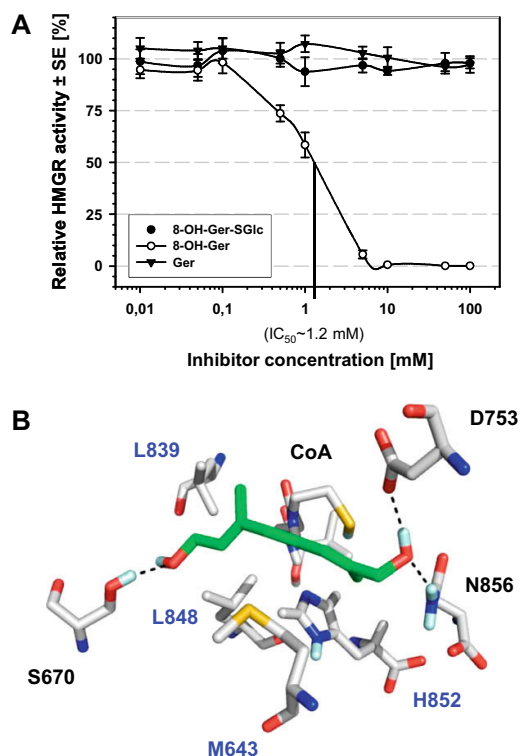 A
Relative HMGR activity ± SE [%]
100
75
50
25
0
8-OH-Ger-SGlc
8-OH-Ger
Ger
0,01 0,1 1 10 100
(IC50~1.2 mM)
Inhibitor concentration [mM]
B
D753
L839
CoA
N856
L848
S670
H852
M643